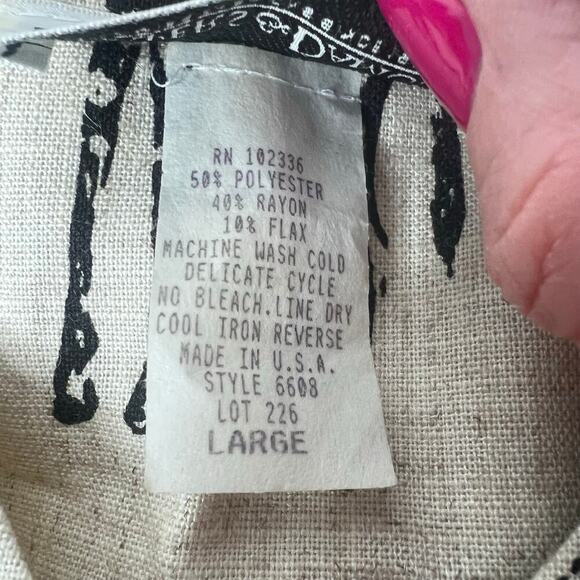 RN 102336
50% POLYESTER
40% RAYON
10% FLAX
MACHINE WASH COLD
DELICATE CYCLE
NO BLEACH.LINE DRY
COOL IRON REVERSE
MADE IN U.S.A.
STYLE 6608
LOT 226
LARGE